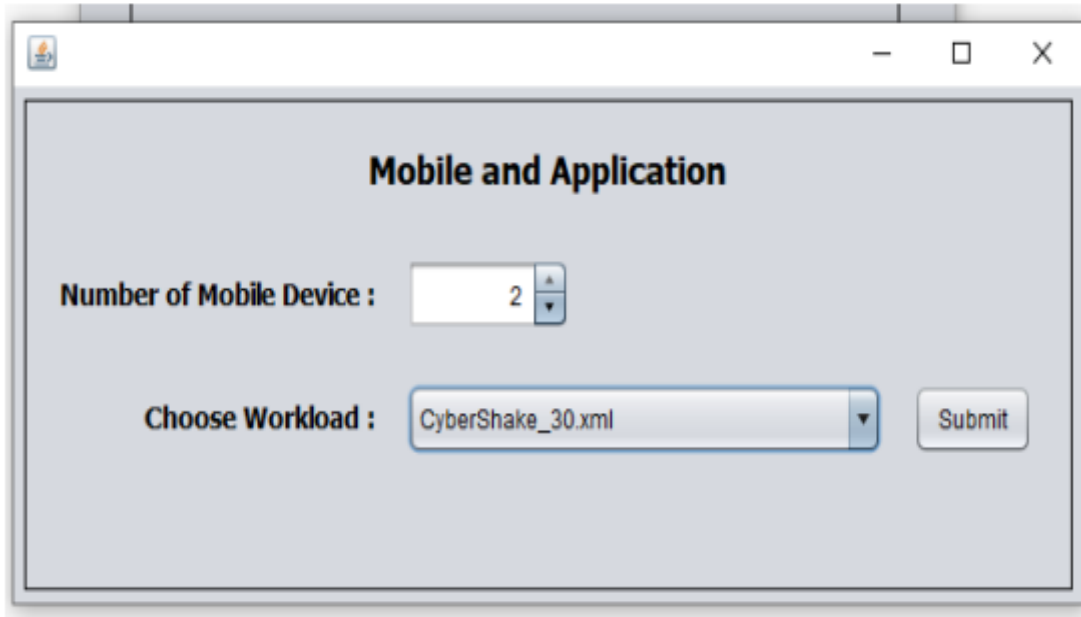 Mobile and Application
Number of Mobile Device : 2
Choose Workload : CyberShake_30.xml Submit